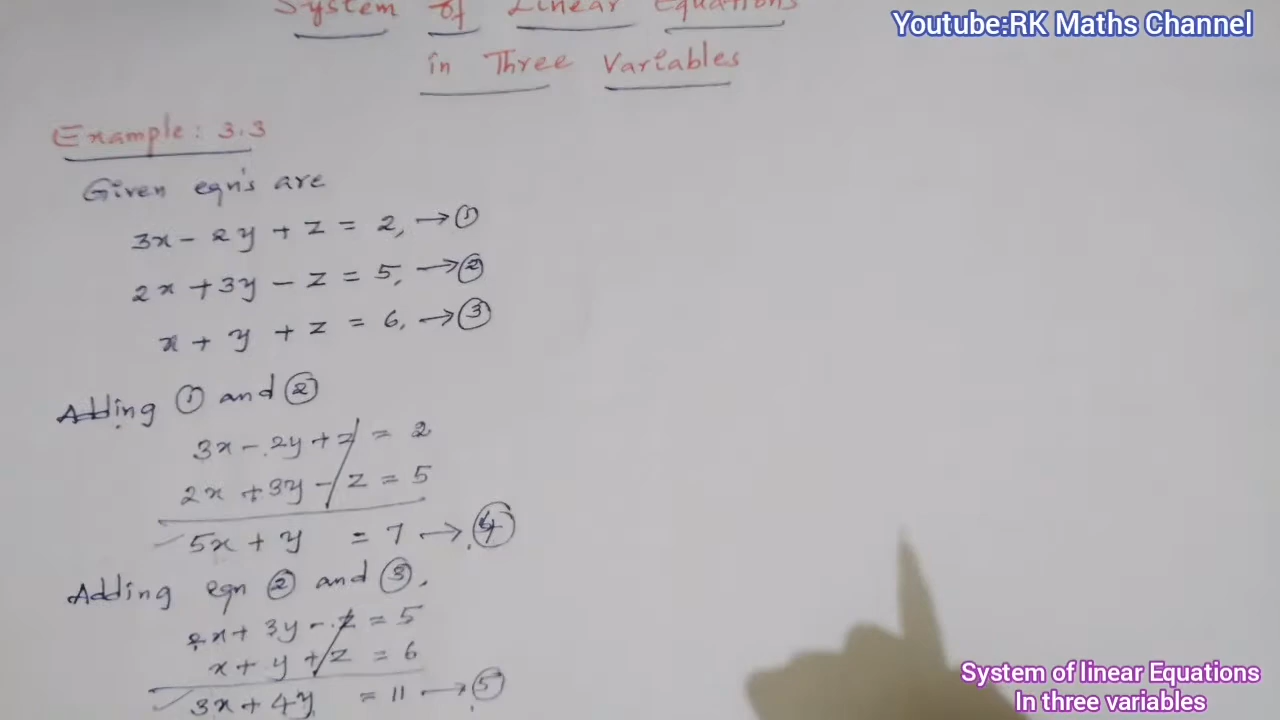 System of Linear Equations
Youtube:RK Maths Channel
in Three Variables
Example: 3.3
Given eqn's are
3x - 2y + z = 2, → ①
2x + 3y - z = 5, → ②
x + y + z = 6, → ③
Adding ① and ②
3x - 2y + z = 2
2x + 3y - z = 5
5x + y = 7 → ④
Adding eqn ② and ③,
2x + 3y - z = 5
x + y + z = 6
3x + 4y = 11 → ⑤
System of linear Equations
In three variables